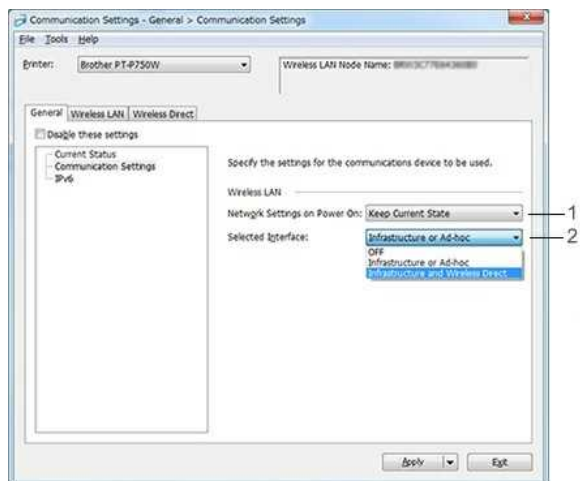 Communication Settings - General > Communication Settings
File Tools Help
Printer: Brother PT-P750W
Wireless LAN Node Name:
General Wireless LAN Wireless Direct
Disable these settings
Current Status
Communication Settings
IPv6
Specify the settings for the communications device to be used.
Wireless LAN
Network Settings on Power On: Keep Current State 1
Selected Interface: Infrastructure or Ad-hoc 2
OFF
Infrastructure or Ad-hoc
Infrastructure and Wireless Direct
Apply Exit